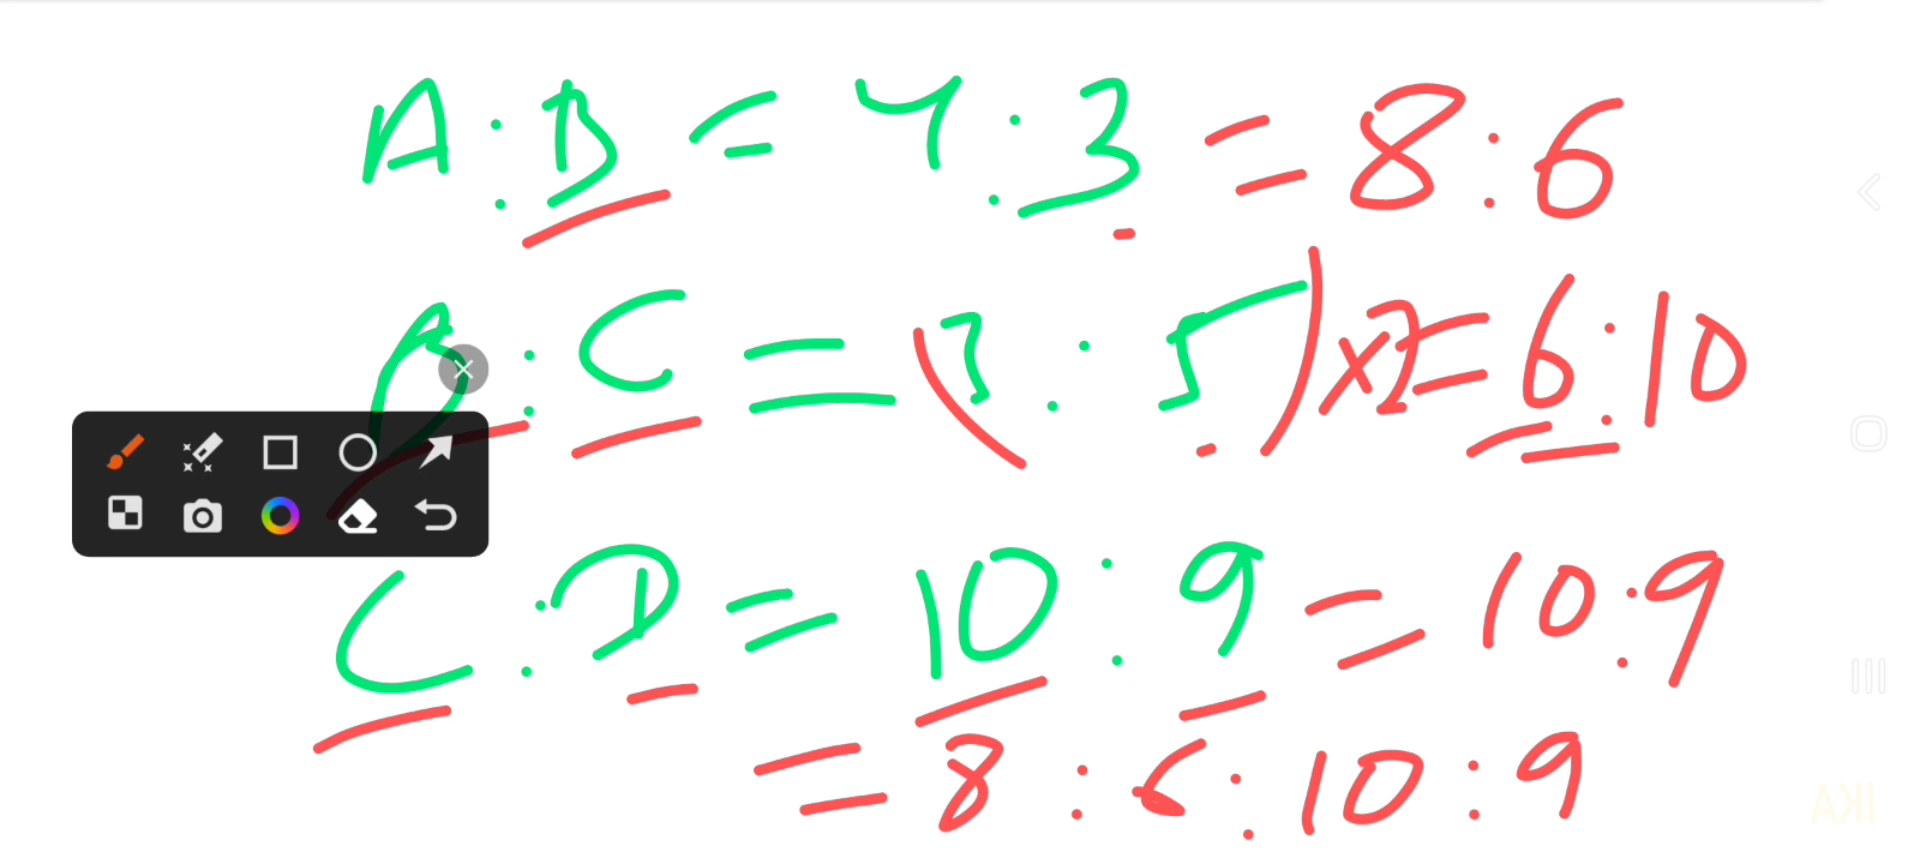 A:B = 4:3 = 8:6
B:C = (3:5)x2 = 6:10
C:D = 10:9 = 10:9
= 8:6:10:9